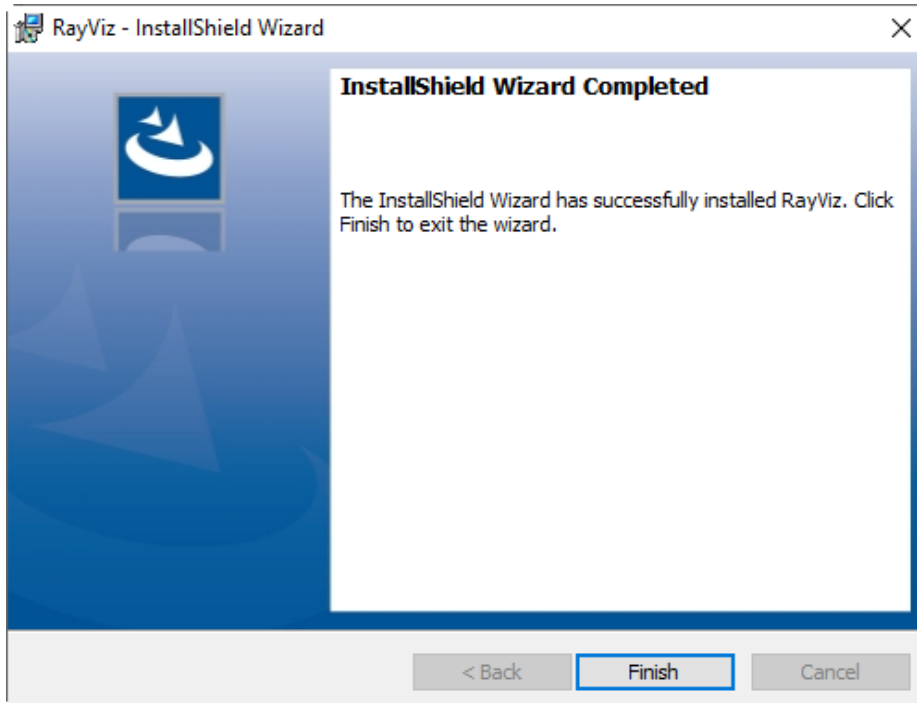 RayViz - InstallShield Wizard
InstallShield Wizard Completed
The InstallShield Wizard has successfully installed RayViz. Click
Finish to exit the wizard.
< Back
Finish
Cancel